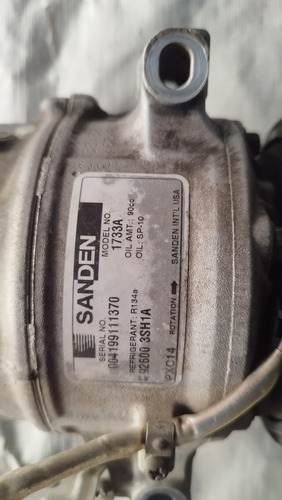 SANDEN
MODEL NO.
1733A
SERIAL NO.
004199111370
OIL AMT.: 90cc
OIL: SP-10
REFRIGERANT: R134a
92600 3SH1A
PXC14 ROTATION → SANDEN INT'L USA